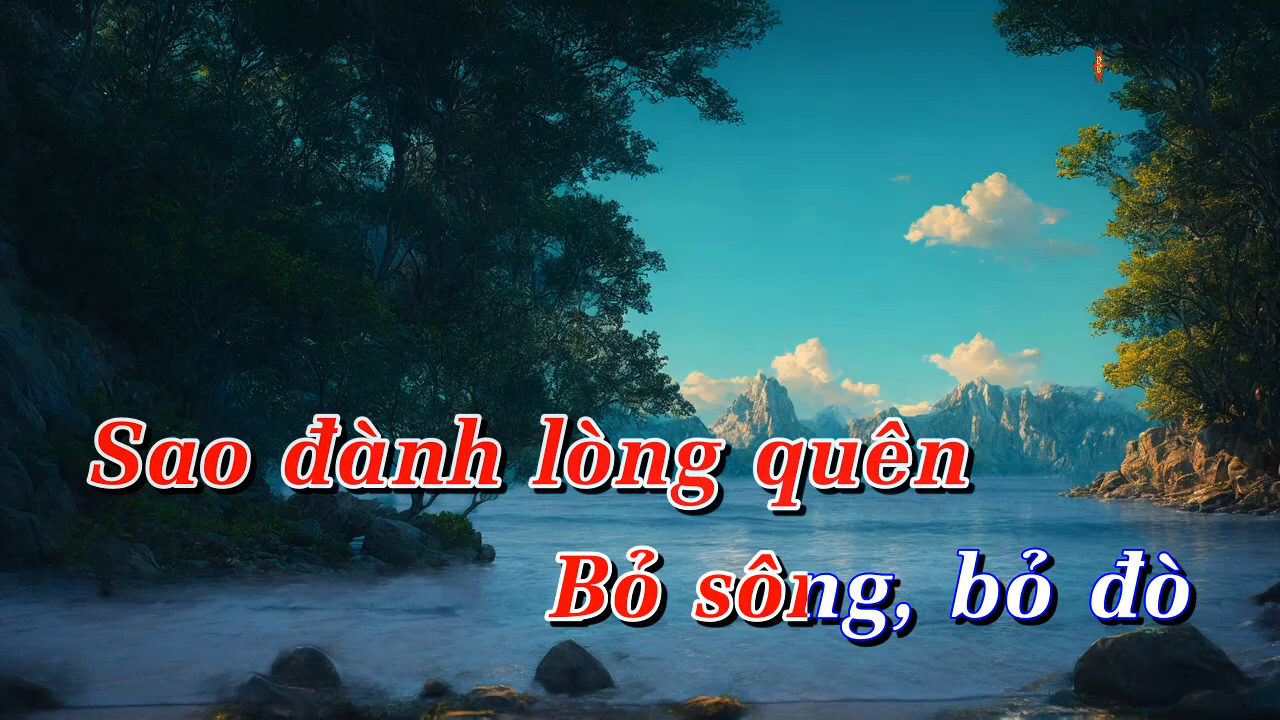 Sao đành lòng quên
Bỏ sông, bỏ đò